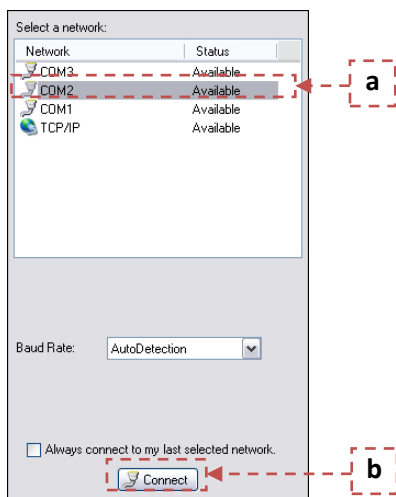 Select a network:
Network Status
COM3 Available
COM2 Available
a
COM1 Available
TCP/IP Available
Baud Rate: AutoDetection
Always connect to my last selected network.
Connect
b